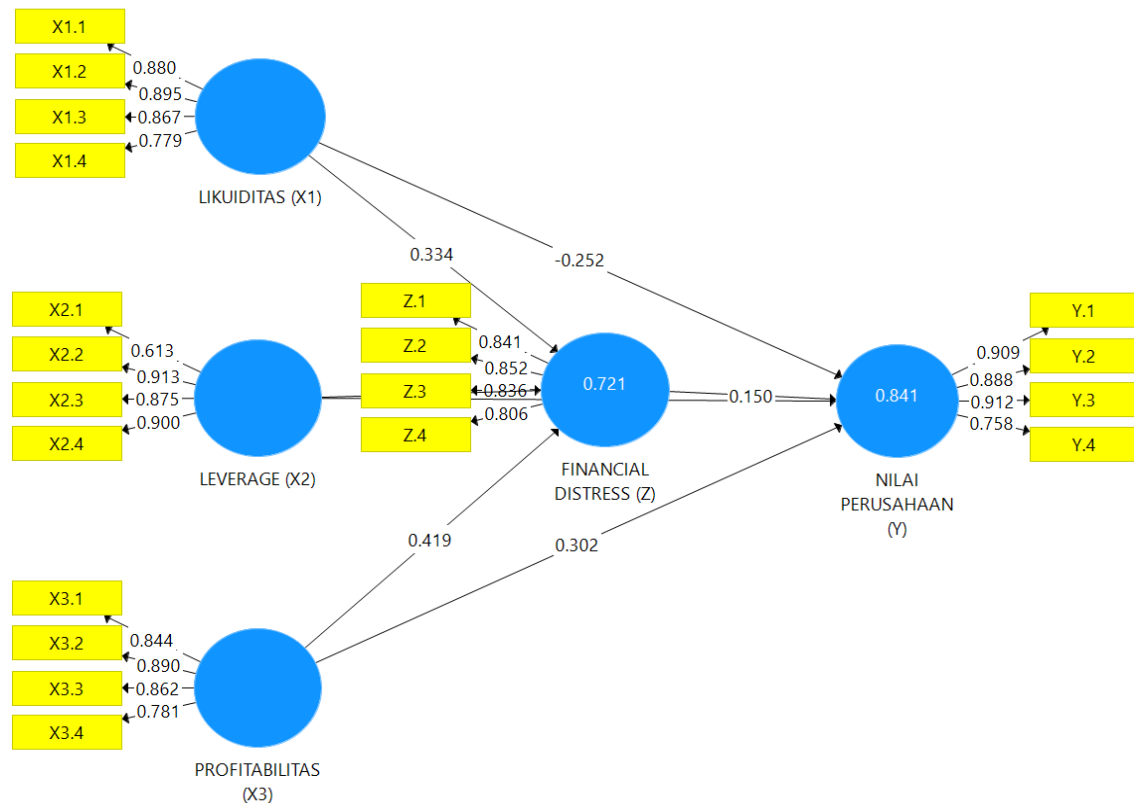 X1.1
X1.2
X1.3
X1.4
0.880
0.895
0.867
0.779
LIKUIDITAS (X1)
0.334
-0.252
X2.1
X2.2
X2.3
X2.4
0.613
0.913
0.875
0.900
LEVERAGE (X2)
Z.1
Z.2
Z.3
Z.4
0.841
0.852
0.836
0.806
0.721
FINANCIAL
DISTRESS (Z)
0.150
0.841
NILAI
PERUSAHAAN
(Y)
0.909
0.888
0.912
0.758
Y.1
Y.2
Y.3
Y.4
0.419
0.302
X3.1
X3.2
X3.3
X3.4
0.844
0.890
0.862
0.781
PROFITABILITAS
(X3)